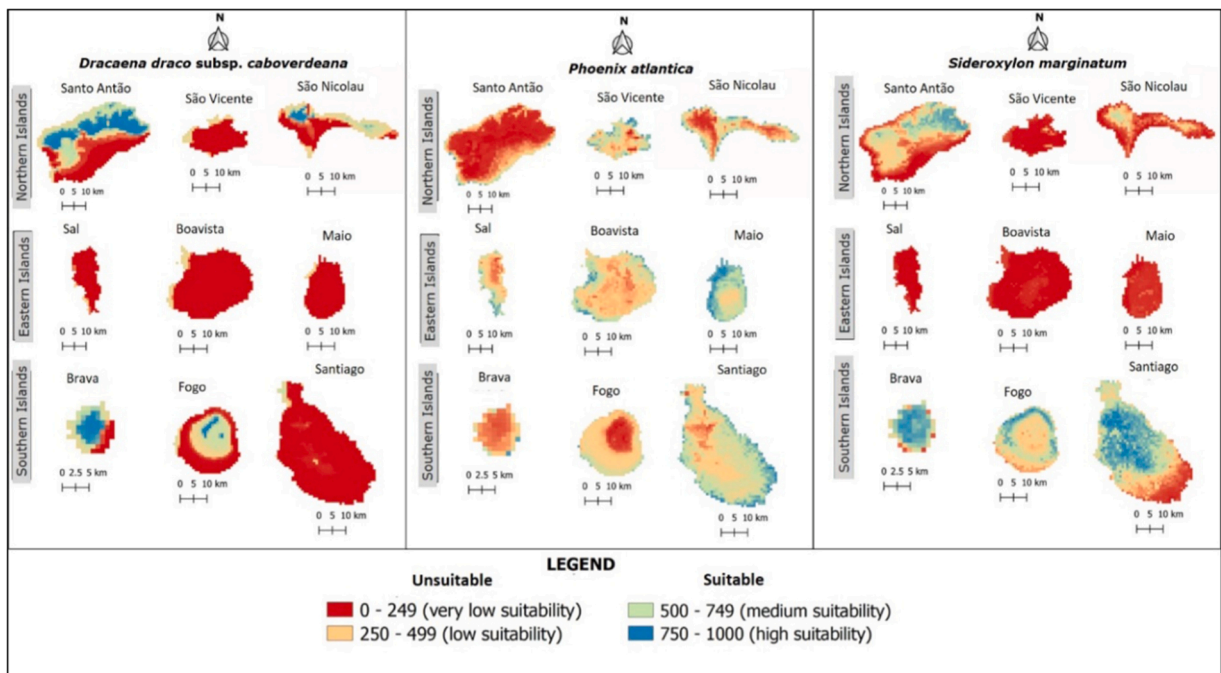 N
Dracaena draco subsp. caboverdeana
Northern Islands
Santo Antão
São Vicente
São Nicolau
0 5 10 km
0 5 10 km
0 5 10 km
Eastern Islands
Sal
Boavista
Maio
0 5 10 km
0 5 10 km
0 5 10 km
Southern Islands
Brava
Fogo
Santiago
0 2.5 5 km
0 5 10 km
0 5 10 km
N
Phoenix atlantica
Northern Islands
Santo Antão
São Vicente
São Nicolau
0 5 10 km
0 5 10 km
0 5 10 km
Eastern Islands
Sal
Boavista
Maio
0 5 10 km
0 5 10 km
0 5 10 km
Southern Islands
Brava
Fogo
Santiago
0 2.5 5 km
0 5 10 km
0 5 10 km
N
Sideroxylon marginatum
Northern Islands
Santo Antão
São Vicente
São Nicolau
0 5 10 km
0 5 10 km
0 5 10 km
Eastern Islands
Sal
Boavista
Maio
0 5 10 km
0 5 10 km
0 5 10 km
Southern Islands
Brava
Fogo
Santiago
0 2.5 5 km
0 5 10 km
0 5 10 km
LEGEND
Unsuitable
0 - 249 (very low suitability)
250 - 499 (low suitability)
Suitable
500 - 749 (medium suitability)
750 - 1000 (high suitability)